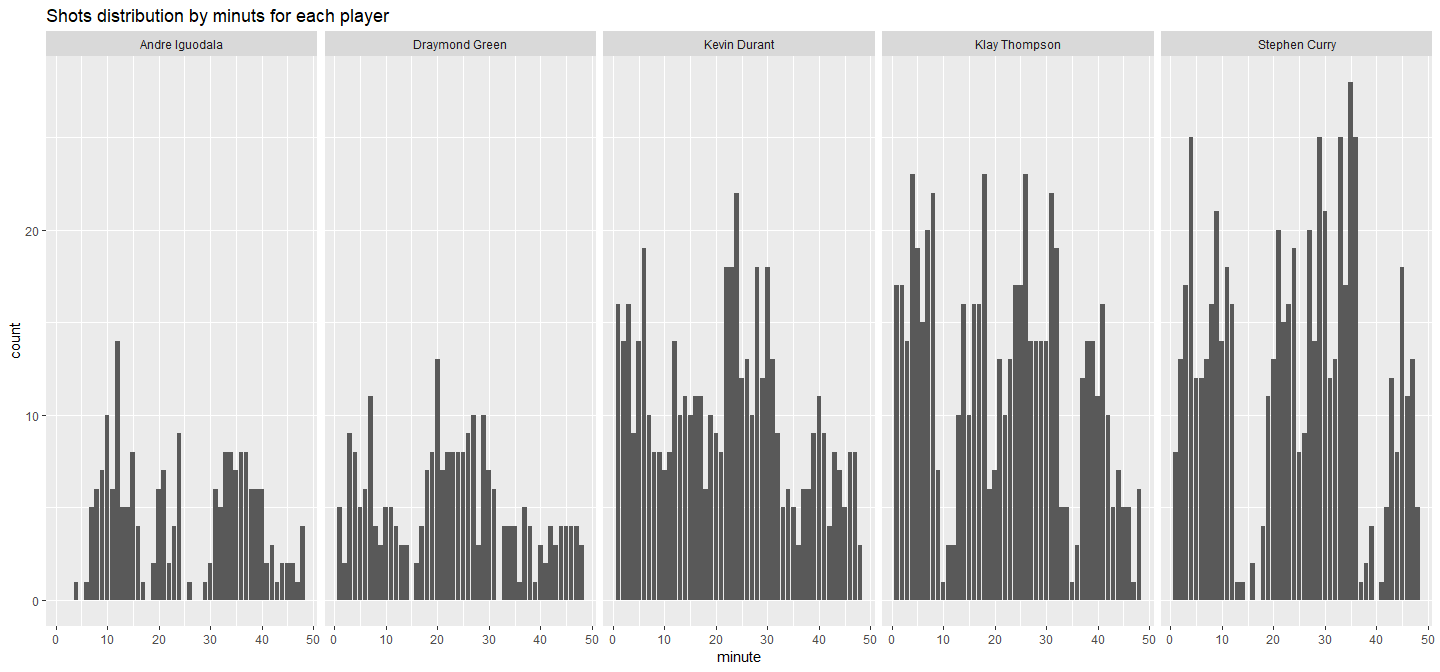 Shots distribution by minuts for each player
Andre Iguodala Draymond Green Kevin Durant Klay Thompson Stephen Curry
20
10
0
count
0 10 20 30 40 50 0 10 20 30 40 50 0 10 20 30 40 50 0 10 20 30 40 50 0 10 20 30 40 50
minute